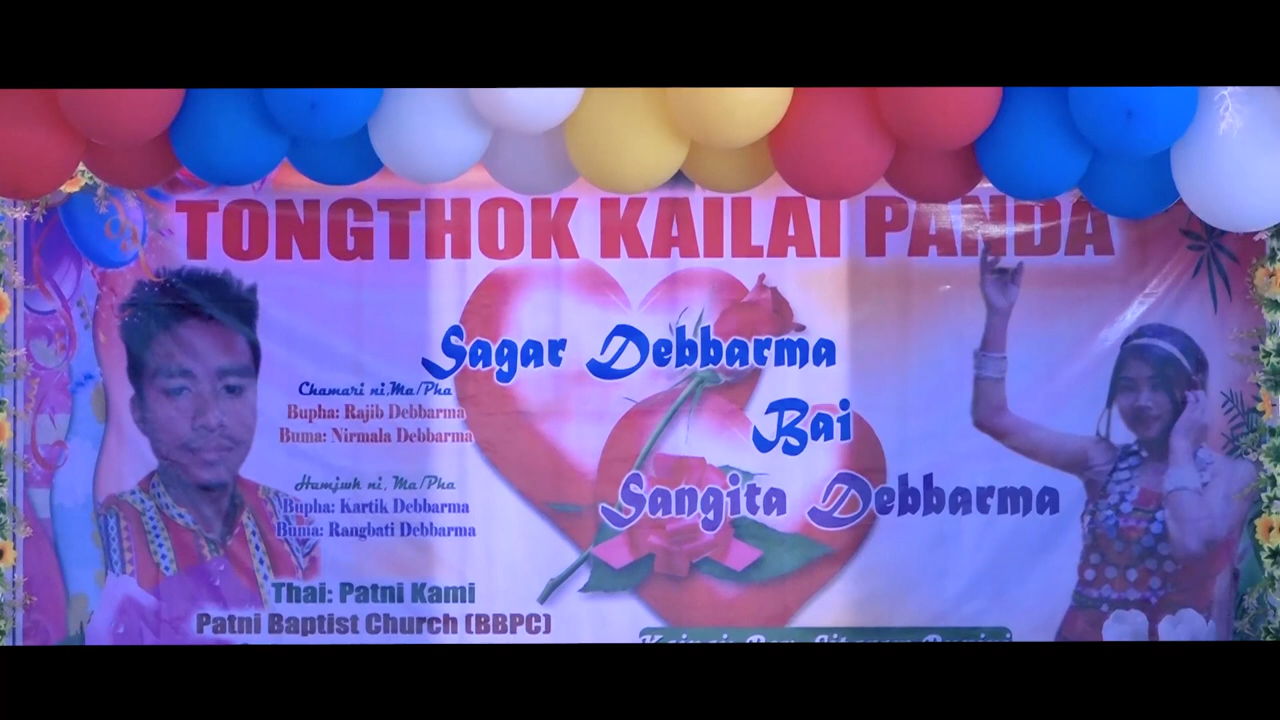 TONGTHOK KAILAI PANDA
Sagar Debbarma
Bai
Sangita Debbarma
Chamari ni,Ma/Pha
Bupha: Rajib Debbarma
Buma: Nirmala Debbarma
Hamjwh ni, Ma/Pha
Bupha: Kartik Debbarma
Buma: Rangbati Debbarma
Thai: Patni Kami
Patni Baptist Church (BBPC)